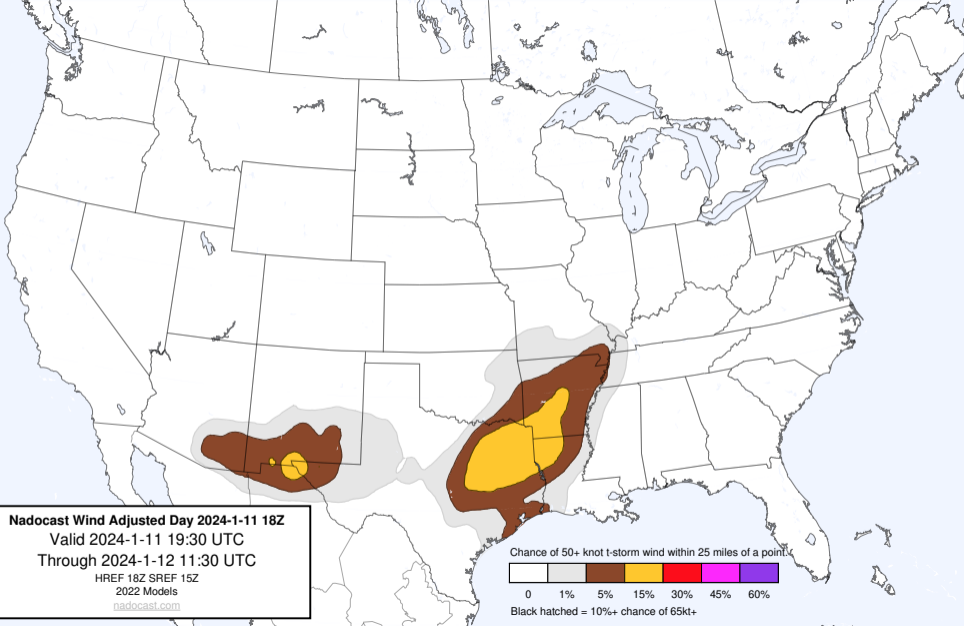 Nadocast Wind Adjusted Day 2024-1-11 18Z
Valid 2024-1-11 19:30 UTC
Through 2024-1-12 11:30 UTC
HREF 18Z SREF 15Z
2022 Models
nadocast.com
Chance of 50+ knot t-storm wind within 25 miles of a point.
0 1% 5% 15% 30% 45% 60%
Black hatched = 10%+ chance of 65kt+